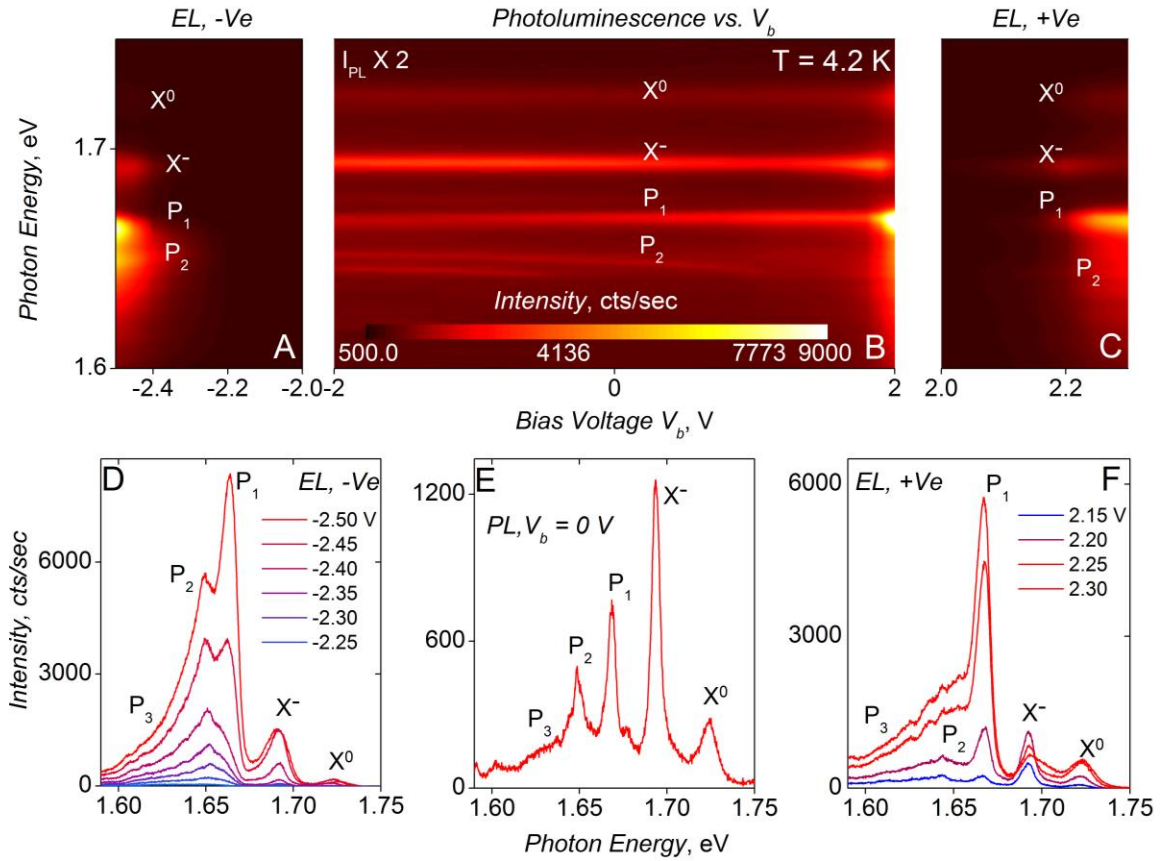 EL, -Ve
Photoluminescence vs. V_b
EL, +Ve
I_PL X 2
T = 4.2 K
X⁰
X⁰
X⁰
1.7
X⁻
X⁻
X⁻
P₁
P₁
P₁
P₂
P₂
P₂
Photon Energy, eV
Intensity, cts/sec
500.0 4136 7773 9000
A
B
C
1.6
-2.4 -2.2 -2.0 -2 0 2 2.0 2.2
Bias Voltage V_b, V
D
EL, -Ve
P₁
-2.50 V
-2.45
-2.40
-2.35
-2.30
-2.25
P₂
P₃
X⁻
X⁰
6000
3000
0
1.60 1.65 1.70 1.75
Intensity, cts/sec
E
PL, V_b = 0 V
X⁻
P₁
P₂
P₃
X⁰
1200
600
0
1.60 1.65 1.70 1.75
F
EL, +Ve
P₁
2.15 V
2.20
2.25
2.30
P₃
P₂
X⁻
X⁰
6000
3000
0
1.60 1.65 1.70 1.75
Photon Energy, eV